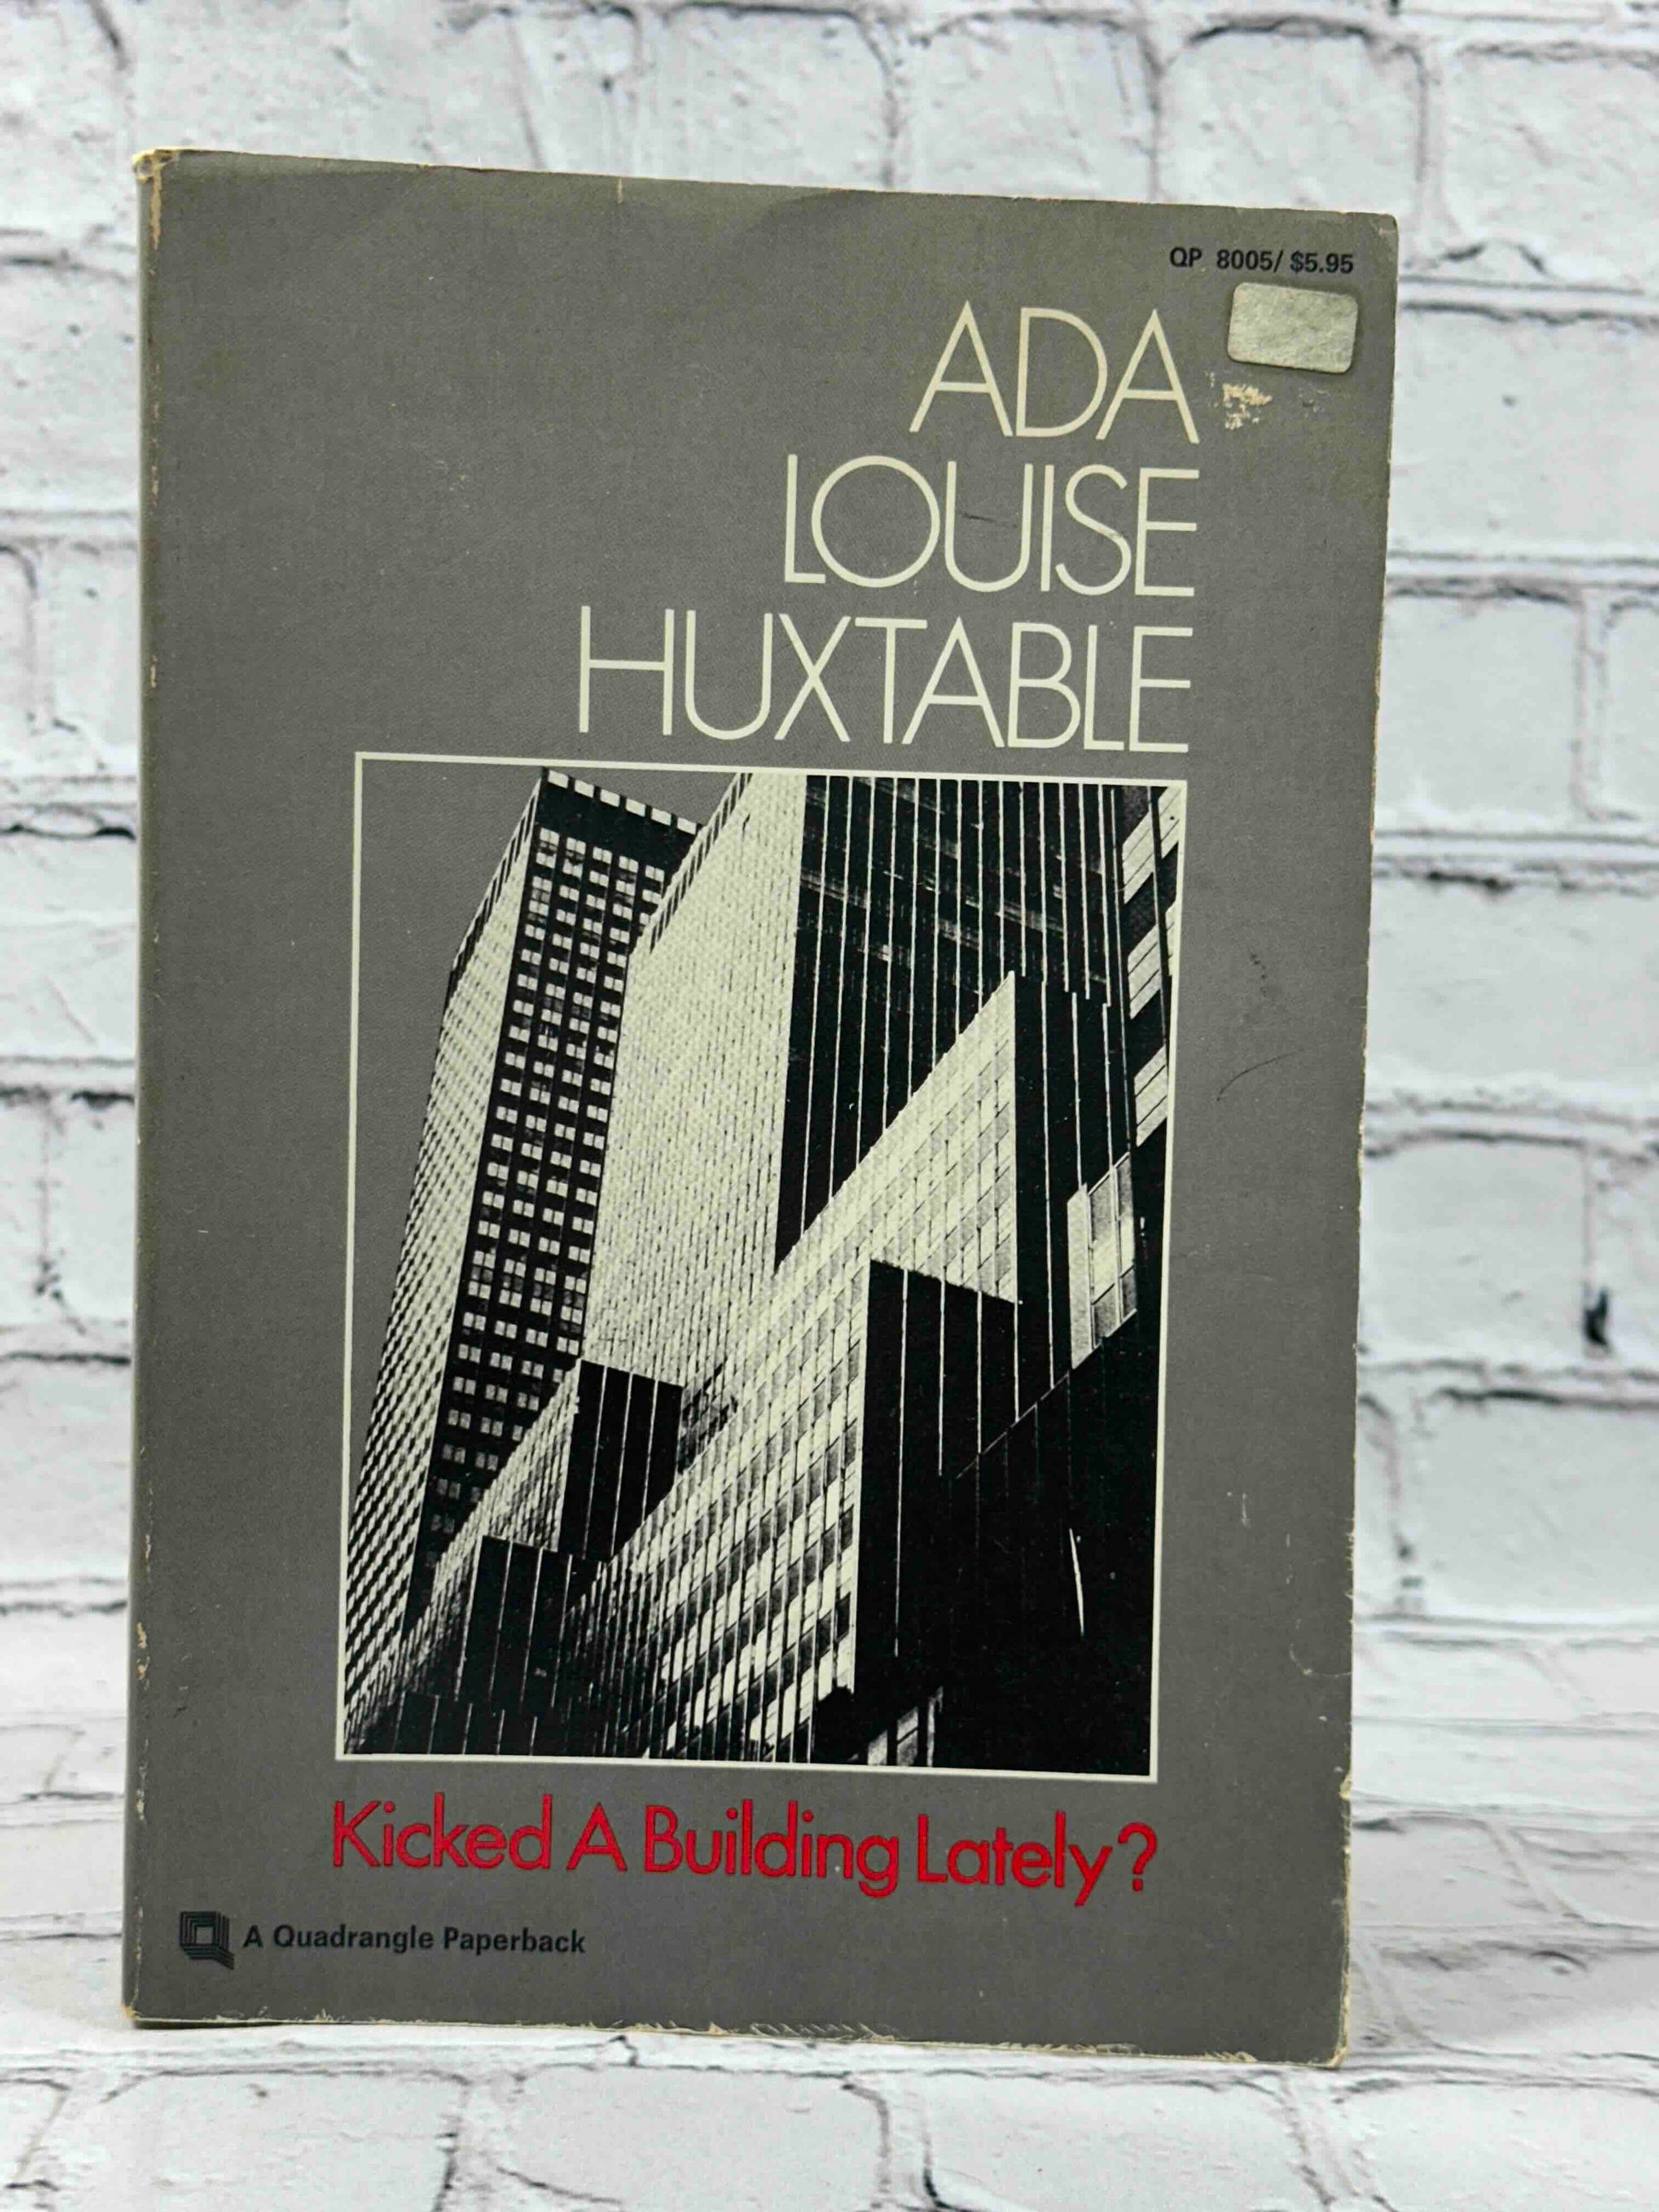 QP 8005/ $5.95
ADA
LOUISE
HUXTABLE
Kicked A Building Lately?
A Quadrangle Paperback